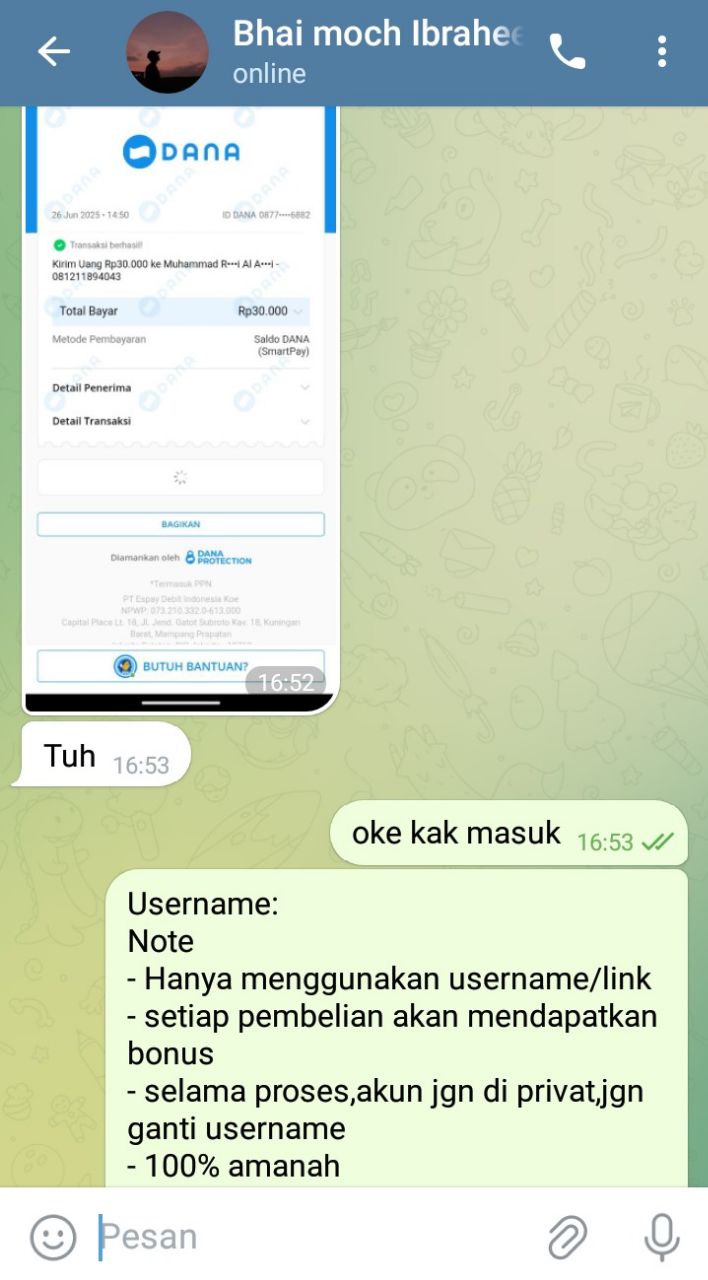 Bhai moch Ibrahee
online
DANA
26 Jun 2025 • 14:50
ID DANA 0877····6882
Transaksi berhasil!
Kirim Uang Rp30.000 ke Muhammad R···i Al A···i -
081211894043
Total Bayar
Rp30.000
Metode Pembayaran
Saldo DANA
(SmartPay)
Detail Penerima
Detail Transaksi
BAGIKAN
Diamankan oleh DANA PROTECTION
*Termasuk PPN
PT Espay Debit Indonesia Koe
NPWP: 073.210.332.0-613.000
Capital Place Lt. 18, Jl. Jend. Gatot Subroto Kav. 18, Kuningan
Barat, Mampang Prapatan
BUTUH BANTUAN?
16:52
Tuh 16:53
oke kak masuk 16:53
Username:
Note
- Hanya menggunakan username/link
- setiap pembelian akan mendapatkan
bonus
- selama proses,akun jgn di privat,jgn
ganti username
- 100% amanah
Pesan